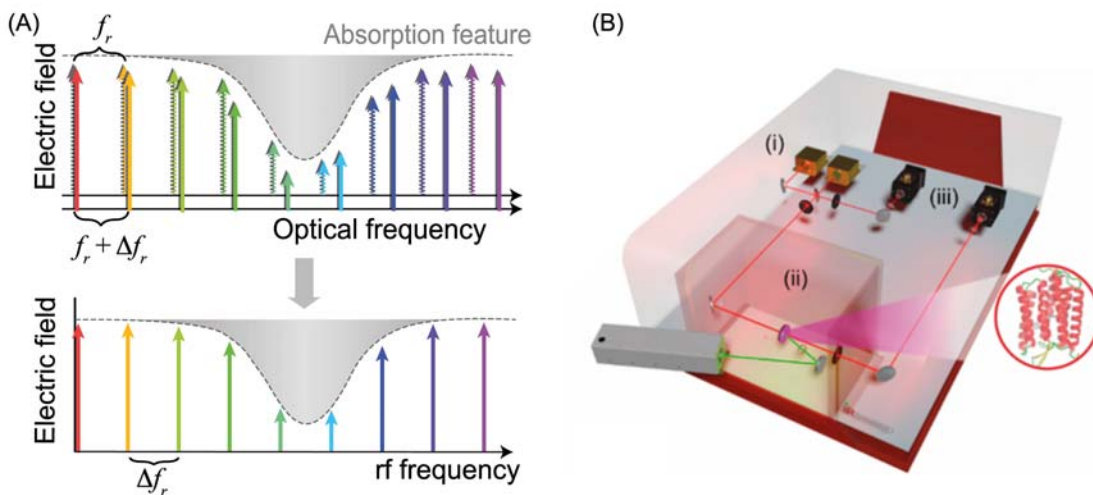 (A)
f_r
Absorption feature
Electric field
Optical frequency
f_r + Δf_r
Electric field
Δf_r
rf frequency
(B)
(i)
(iii)
(ii)